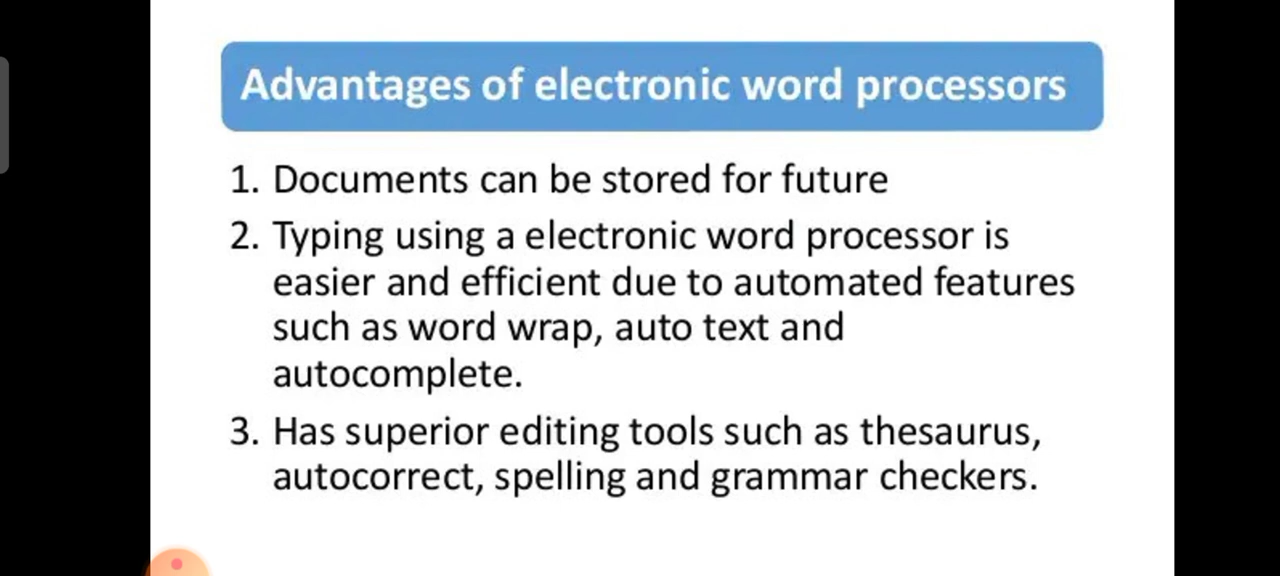 Advantages of electronic word processors
1. Documents can be stored for future
2. Typing using a electronic word processor is
easier and efficient due to automated features
such as word wrap, auto text and
autocomplete.
3. Has superior editing tools such as thesaurus,
autocorrect, spelling and grammar checkers.